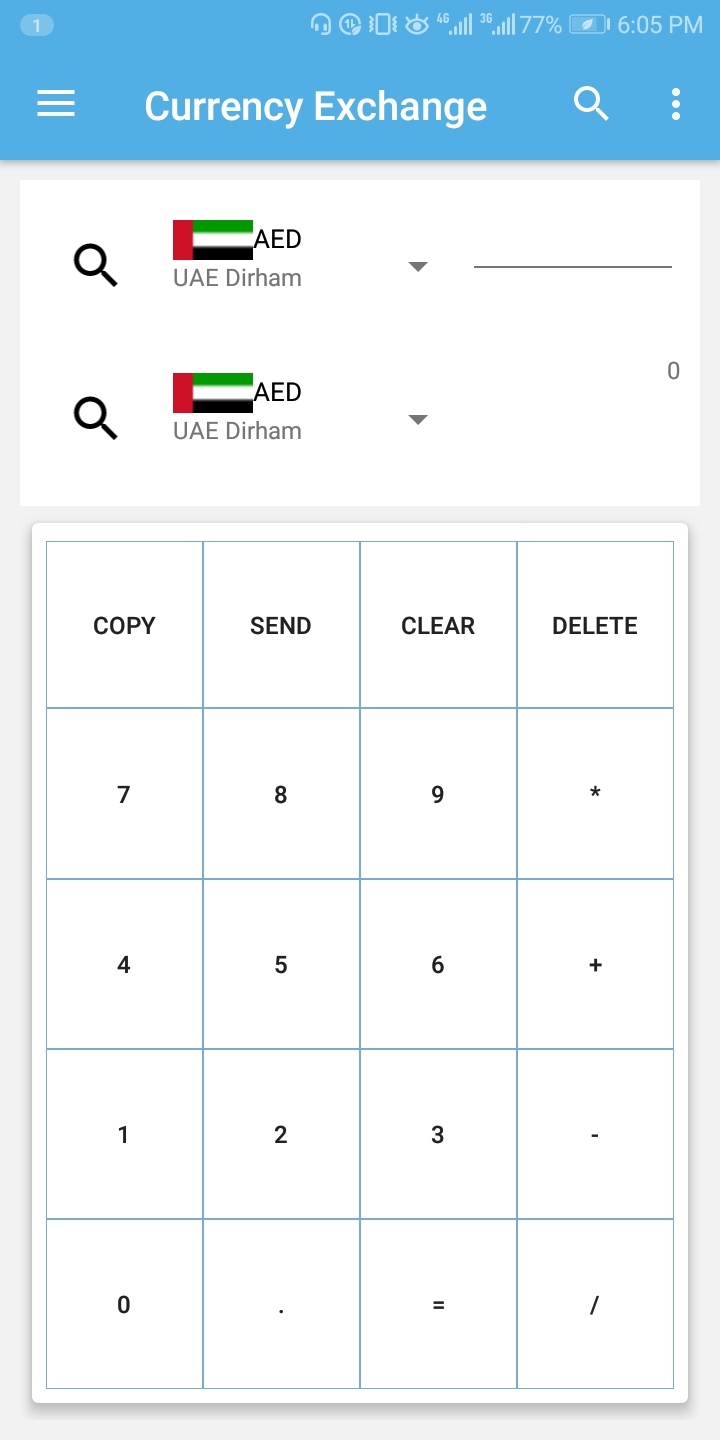 1 4G 3G 77% 6:05 PM
Currency Exchange
AED
UAE Dirham
0
AED
UAE Dirham
COPY SEND CLEAR DELETE
7 8 9 *
4 5 6 +
1 2 3 -
0 . = /